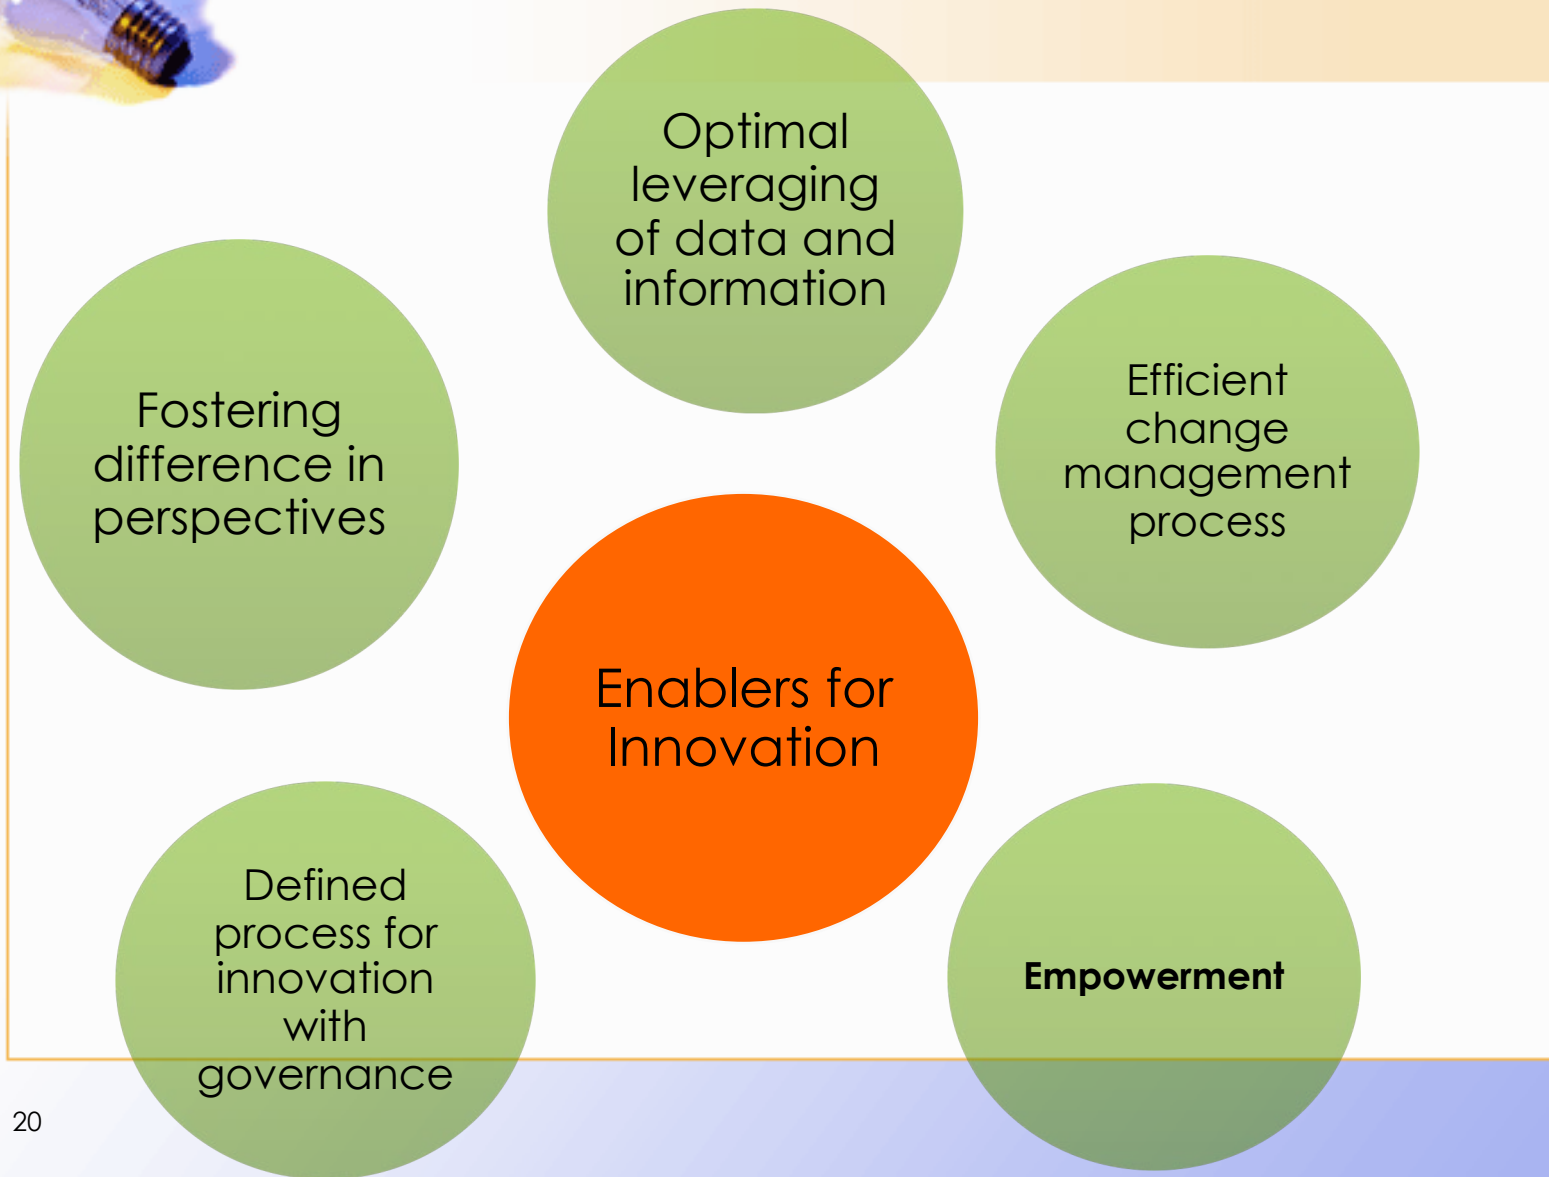 Optimal
leveraging
of data and
information
Fostering
difference in
perspectives
Efficient
change
management
process
Enablers for
Innovation
Defined
process for
innovation
with
governance
Empowerment
20